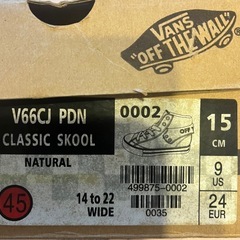 VANS
"OFF THE WALL"
V66CJ PDN
CLASSIC SKOOL
NATURAL
45
14 to 22
WIDE
0002
499875-0002
0035
15
CM
9
US
24
EUR